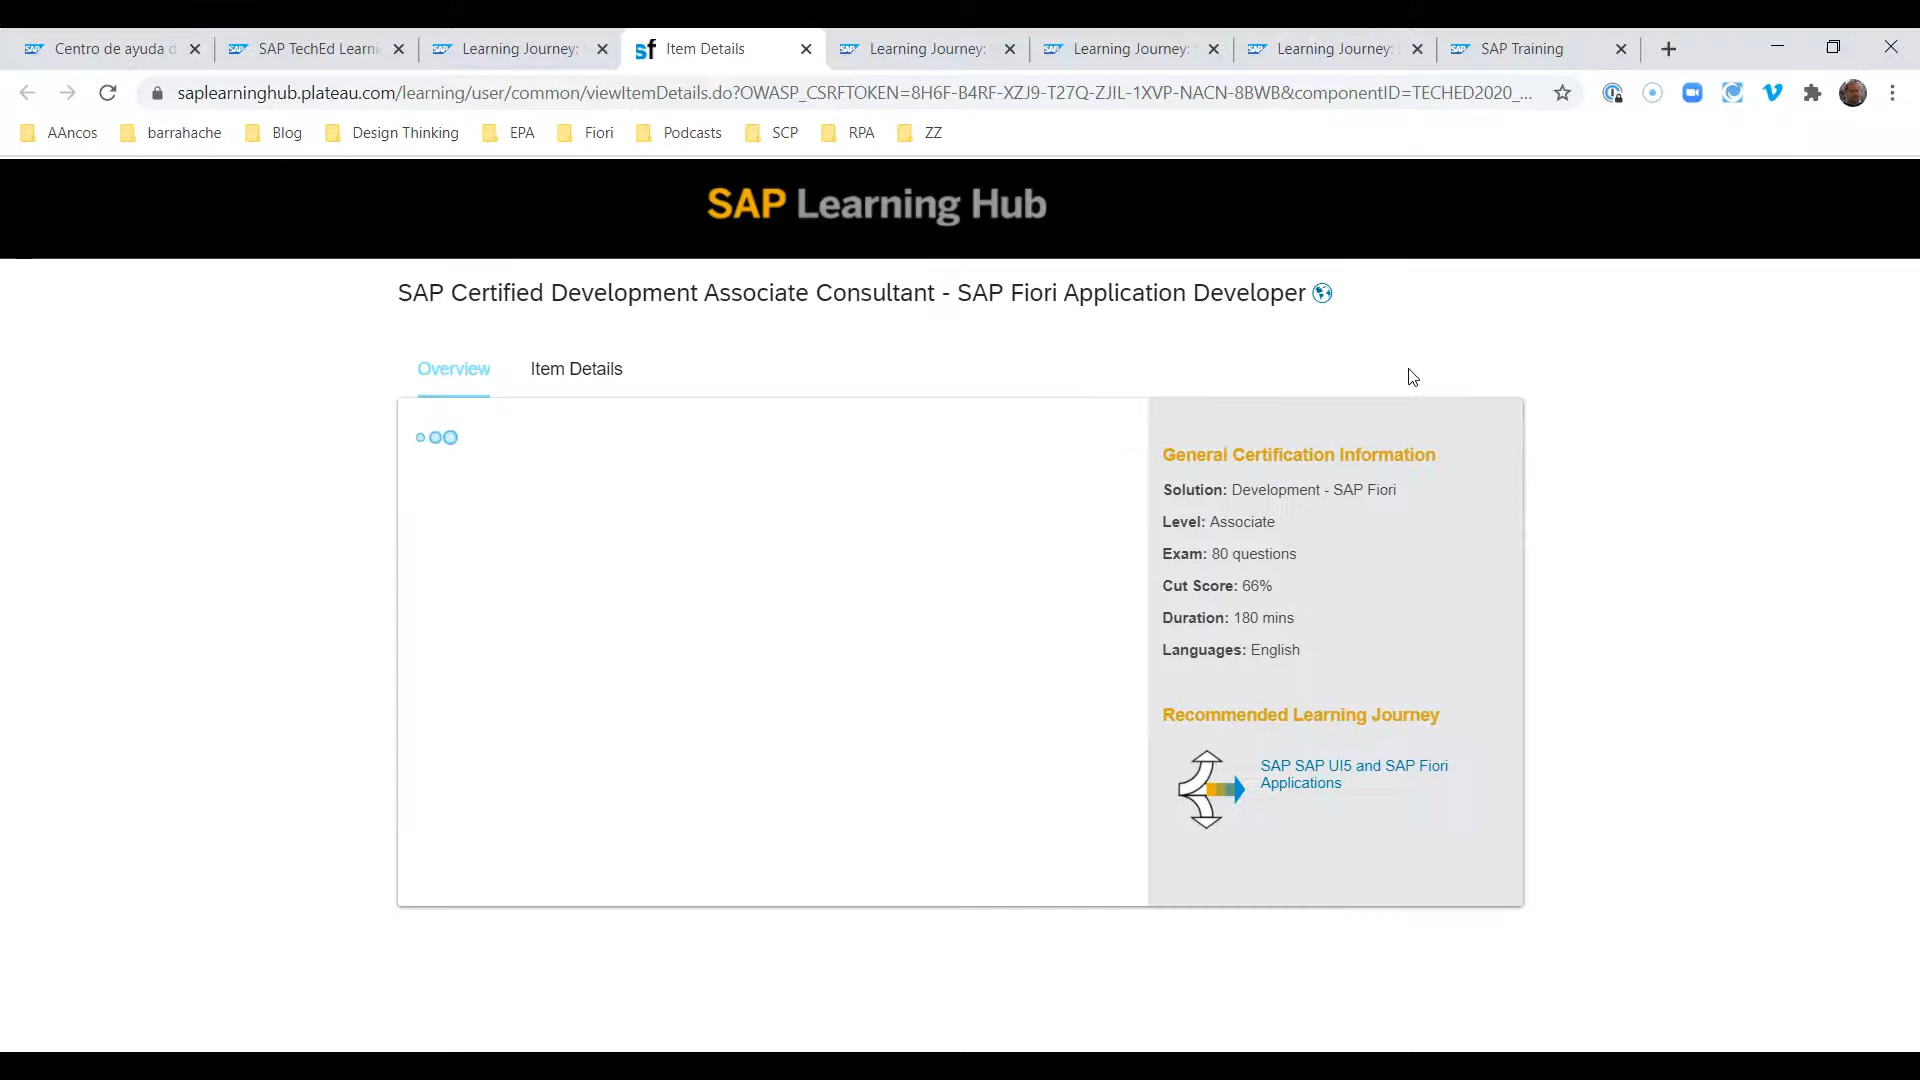 Centro de ayuda d
SAP TechEd Learni
Learning Journey:
Item Details
Learning Journey:
Learning Journey:
Learning Journey:
SAP Training
saplearninghub.plateau.com/learning/user/common/viewItemDetails.do?OWASP_CSRFTOKEN=8H6F-B4RF-XZJ9-T27Q-ZJIL-1XVP-NACN-8BWB&componentID=TECHED2020_...
AAncos
barrahache
Blog
Design Thinking
EPA
Fiori
Podcasts
SCP
RPA
ZZ
SAP Learning Hub
SAP Certified Development Associate Consultant - SAP Fiori Application Developer
Overview
Item Details
General Certification Information
Solution: Development - SAP Fiori
Level: Associate
Exam: 80 questions
Cut Score: 66%
Duration: 180 mins
Languages: English
Recommended Learning Journey
SAP SAP UI5 and SAP Fiori
Applications